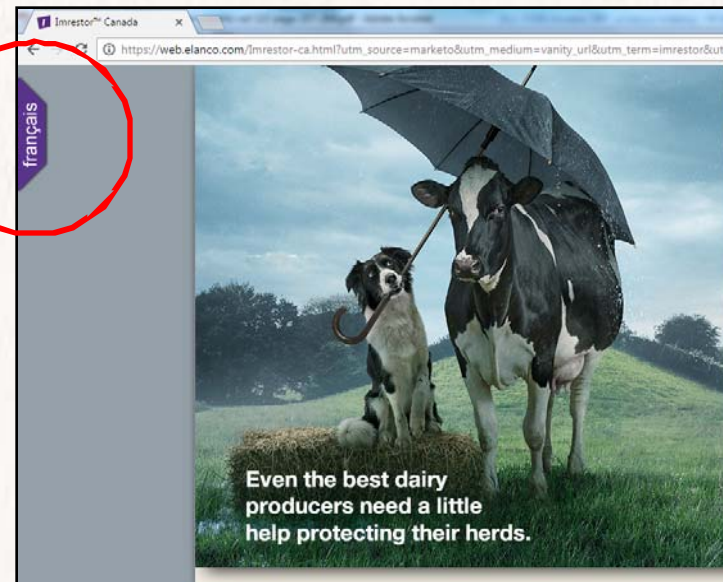 Imrestor™ Canada
https://web.elanco.com/Imrestor-ca.html?utm_source=marketo&utm_medium=vanity_url&utm_term=imrestor&ut
français
Even the best dairy
producers need a little
help protecting their herds.